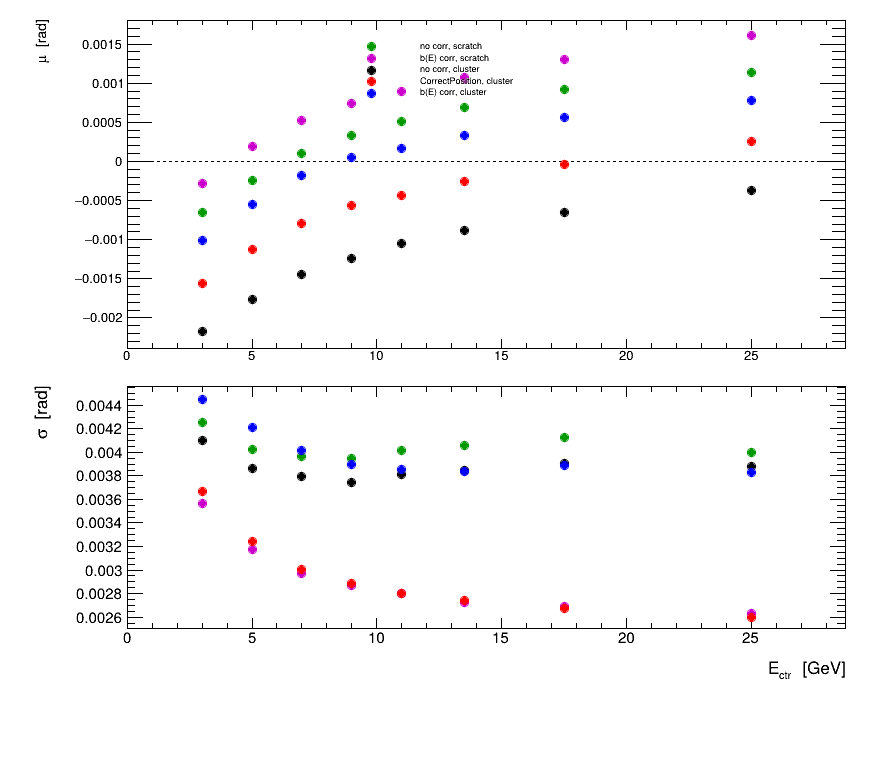 μ [rad]
0.0015
0.001
0.0005
0
−0.0005
−0.001
−0.0015
−0.002
no corr, scratch
b(E) corr, scratch
no corr, cluster
CorrectPosition, cluster
b(E) corr, cluster
0 5 10 15 20 25
σ [rad]
0.0044
0.0042
0.004
0.0038
0.0036
0.0034
0.0032
0.003
0.0028
0.0026
0 5 10 15 20 25
E_ctr [GeV]